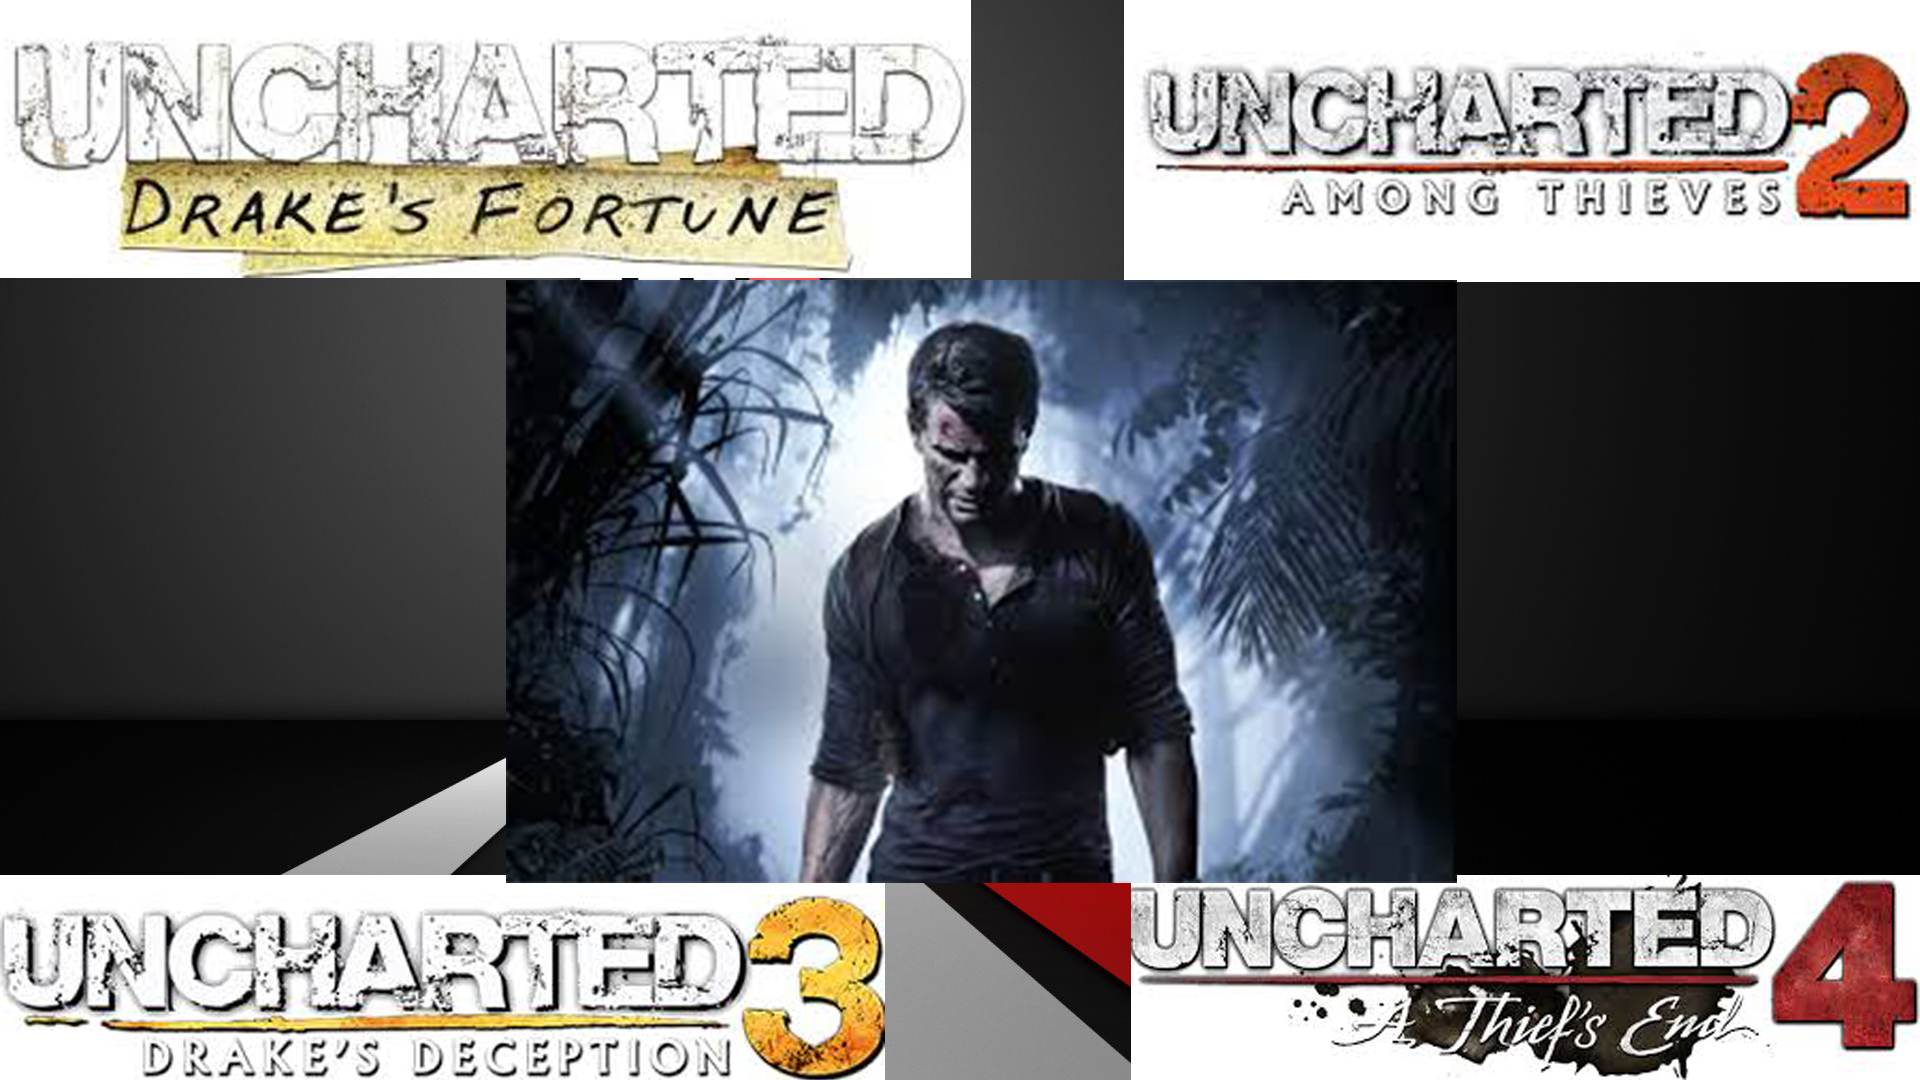 UNCHARTED
DRAKE'S FORTUNE
UNCHARTED 2
AMONG THIEVES
UNCHARTED 3
DRAKE'S DECEPTION
UNCHARTED 4
A Thief's End